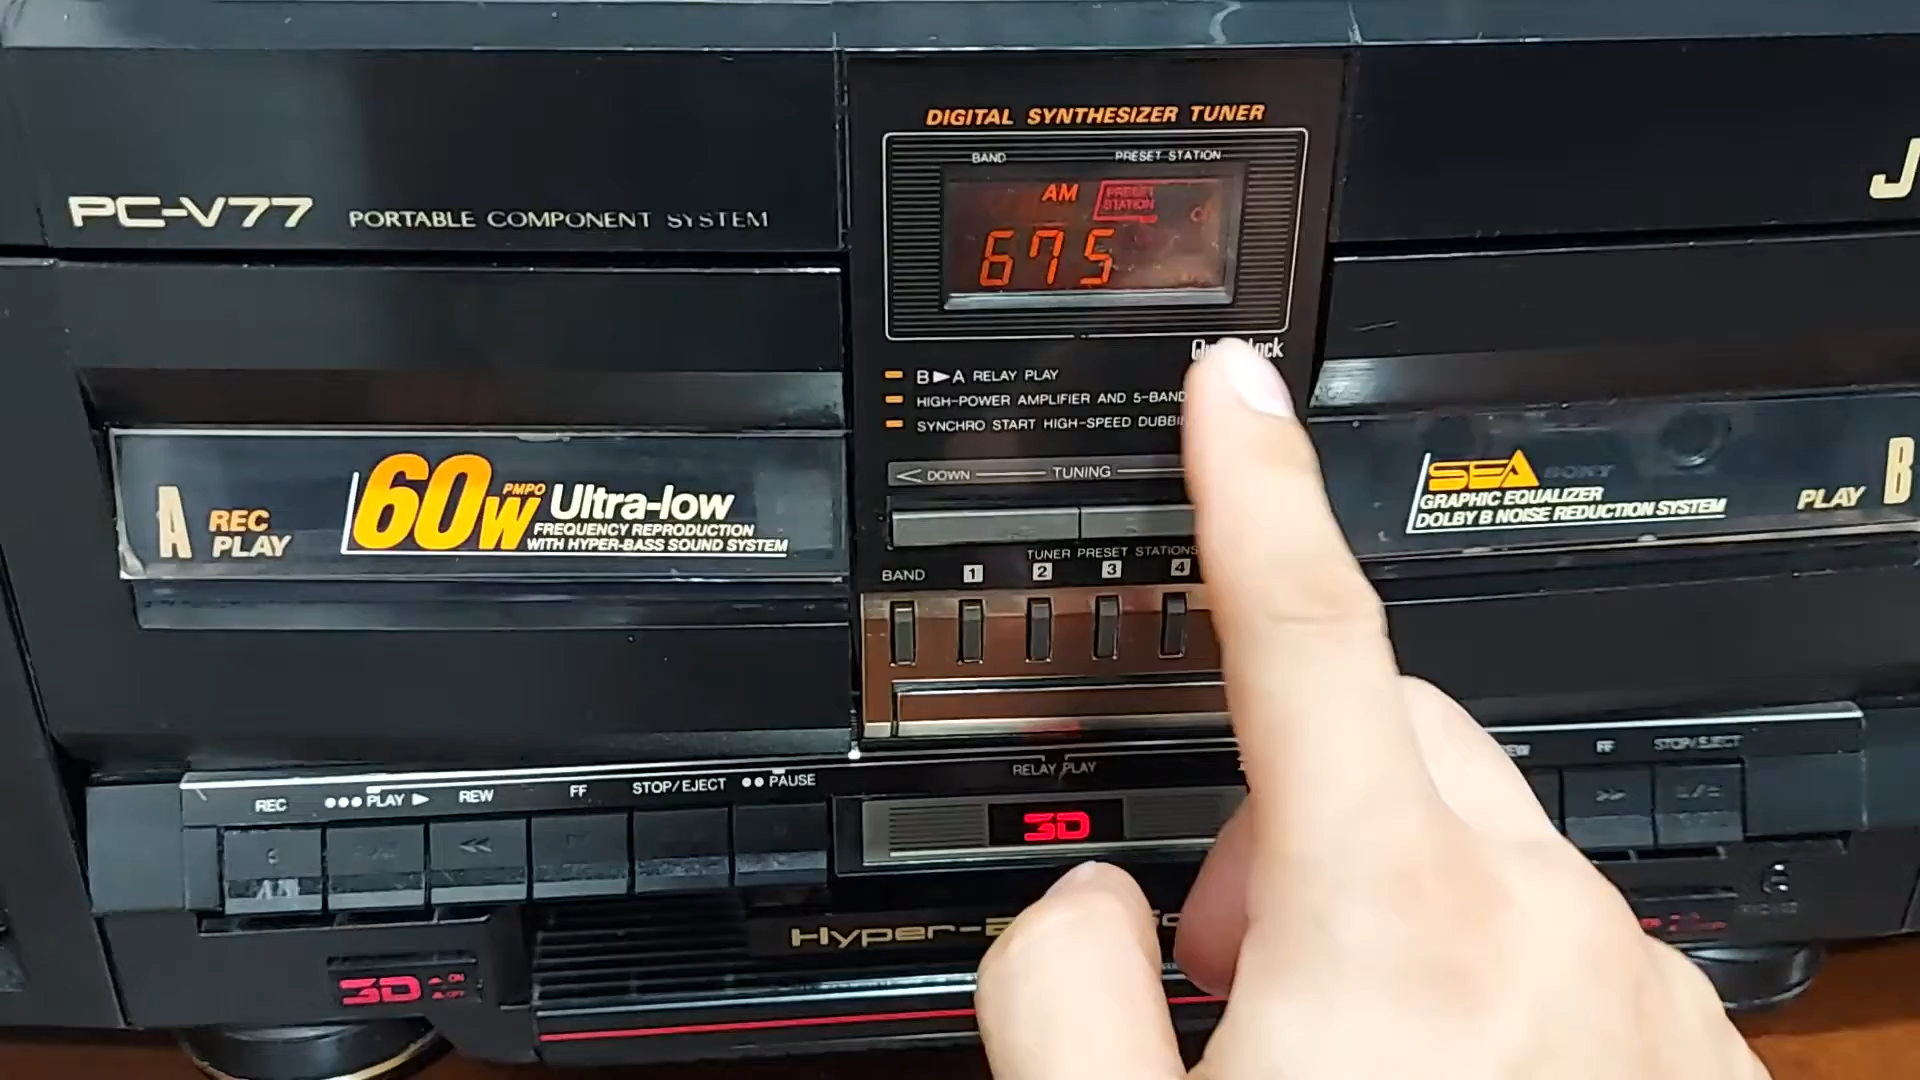 DIGITAL SYNTHESIZER TUNER
BAND PRESET STATION
AM PRESET STATION CH
675
PC-V77 PORTABLE COMPONENT SYSTEM
B▶A RELAY PLAY
HIGH-POWER AMPLIFIER AND 5-BAND
SYNCHRO START HIGH-SPEED
< DOWN TUNING
TUNER PRESET STATIONS
BAND 1 2 3 4
A REC PLAY
60W PMPO Ultra-low
FREQUENCY REPRODUCTION
WITH HYPER-BASS SOUND SYSTEM
SEA
GRAPHIC EQUALIZER
DOLBY B NOISE REDUCTION SYSTEM
PLAY B
REC PLAY ▶ REW FF STOP/EJECT PAUSE
RELAY PLAY
3D
FF STOP/EJECT
3D ON
OFF